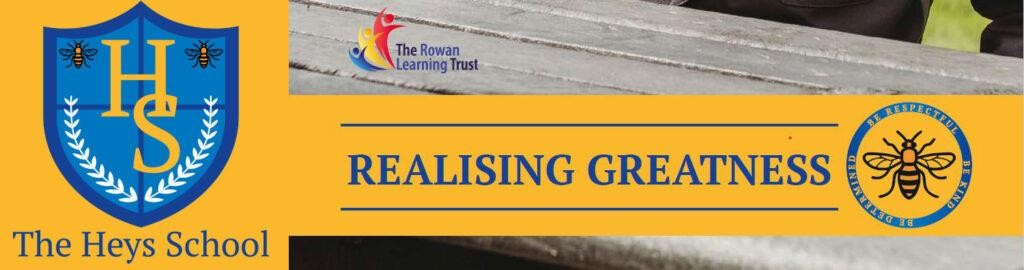 HS
The Heys School
The Rowan
Learning Trust
REALISING GREATNESS
BE RESPECTFUL
BE KIND
BE DETERMINED